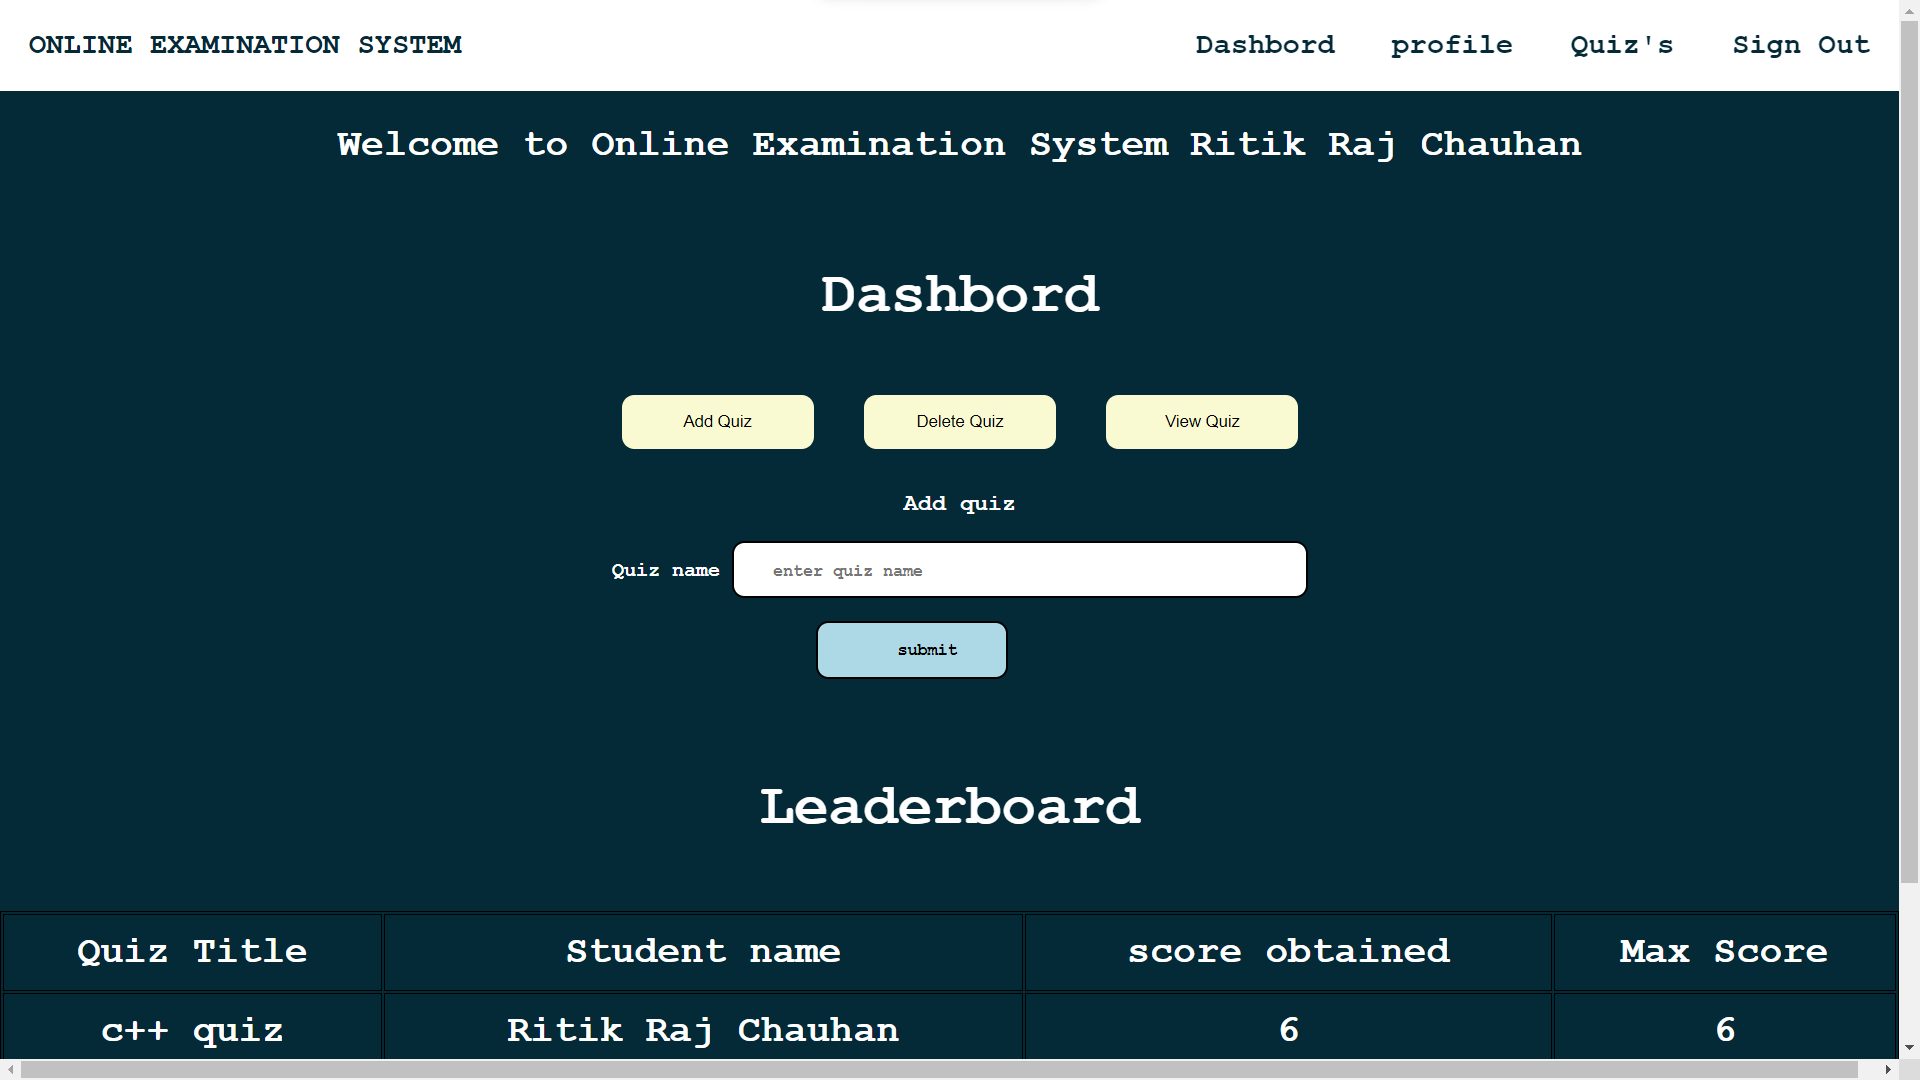 ONLINE EXAMINATION SYSTEM Dashbord profile Quiz's Sign Out
Welcome to Online Examination System Ritik Raj Chauhan
Dashbord
Add Quiz Delete Quiz View Quiz
Add quiz
Quiz name enter quiz name
submit
Leaderboard
Quiz Title Student name score obtained Max Score
c++ quiz Ritik Raj Chauhan 6 6